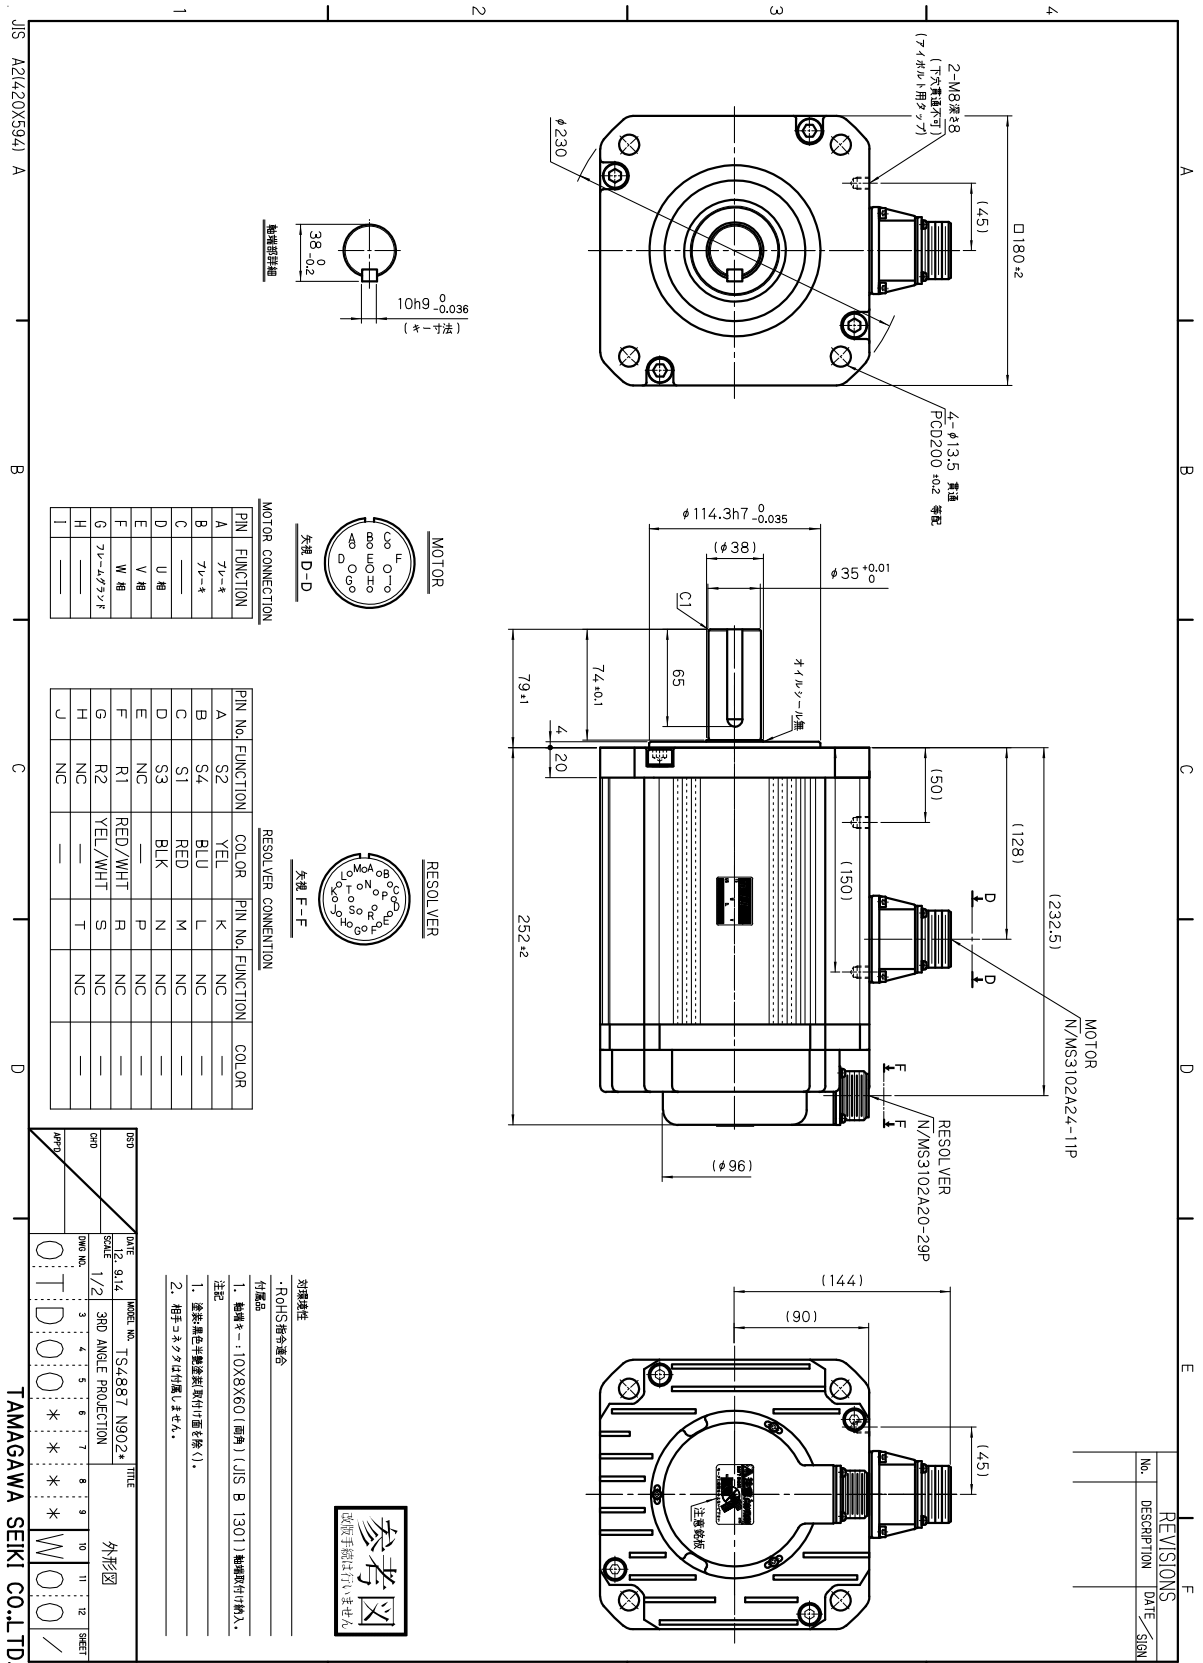 JIS A2(420X594) A
1
2
3
4
A
B
C
D
E
F
2-M8深さ8
(下穴貫通不可)
(アイボルト用タップ)
(45)
□180 ±2
φ230
4-φ13.5 貫通
PCD200 ±0.2 等配
38 0 -0.2
10h9 0 -0.036
(キー寸法)
軸端部詳細
φ114.3h7 0 -0.035
(φ38)
φ35 +0.01 0
C1
オイルシール無
65
74 ±0.1
79 ±1
4
20
252 ±2
(50)
(128)
(150)
(232.5)
D
D
F
F
(φ96)
MOTOR
N/MS3102A24-11P
RESOLVER
N/MS3102A20-29P
(144)
(90)
(45)
注意銘板
MOTOR
A B C
D E F
G H I
矢視 D-D
MOTOR CONNECTION
PIN FUNCTION
A ブレーキ
B ブレーキ
C ―
D U 相
E V 相
F W 相
G フレームグランド
H ―
I ―
RESOLVER
A B C D E F G H J K L M N P R S T
矢視 F-F
RESOLVER CONNENTION
PIN No. FUNCTION COLOR PIN No. FUNCTION COLOR
A S2 YEL K NC ―
B S4 BLU L NC ―
C S1 RED M NC ―
D S3 BLK N NC ―
E NC ― P NC ―
F R1 RED/WHT R NC ―
G R2 YEL/WHT S NC ―
H NC ― T NC ―
J NC ―
対環境性
・RoHS指令適合
付属品
1. 軸端キー:10X8X60(両角)(JIS B 1301)軸端取付け納入。
注記
1. 塗装:黒色半艶塗装(取付け面を除く)。
2. 相手コネクタは付属しません。
参考図
改版手続は行いません
REVISIONS
No. DESCRIPTION DATE/SIGN
DSD
CHD
APPD
DATE 12. 9.14
SCALE 1/2
MODEL NO. TS4887 N902*
3RD ANGLE PROJECTION
TITLE
外形図
DWG NO. 3 4 5 6 7 8 9 10 11 12 SHEET
O T D O O * * * * W O O /
TAMAGAWA SEIKI CO.,LTD.